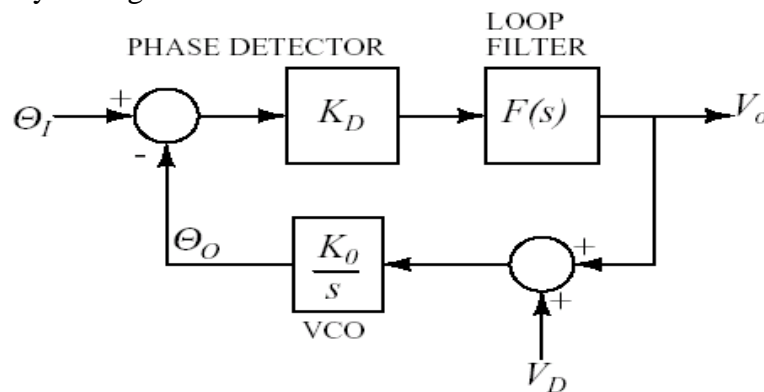 PHASE DETECTOR
LOOP
FILTER
Θ_I
+
-
K_D
F(s)
V_o
Θ_O
K_0
s
VCO
+
+
V_D